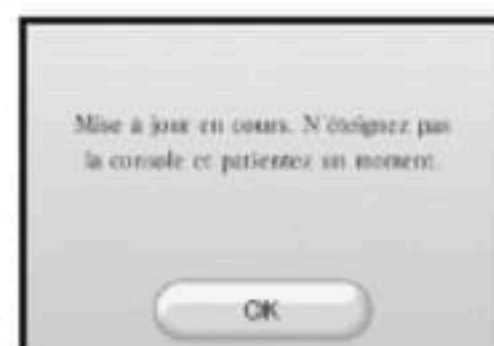 Mise à jour en cours. N'éteignez pas
la console et patientez un moment.
OK